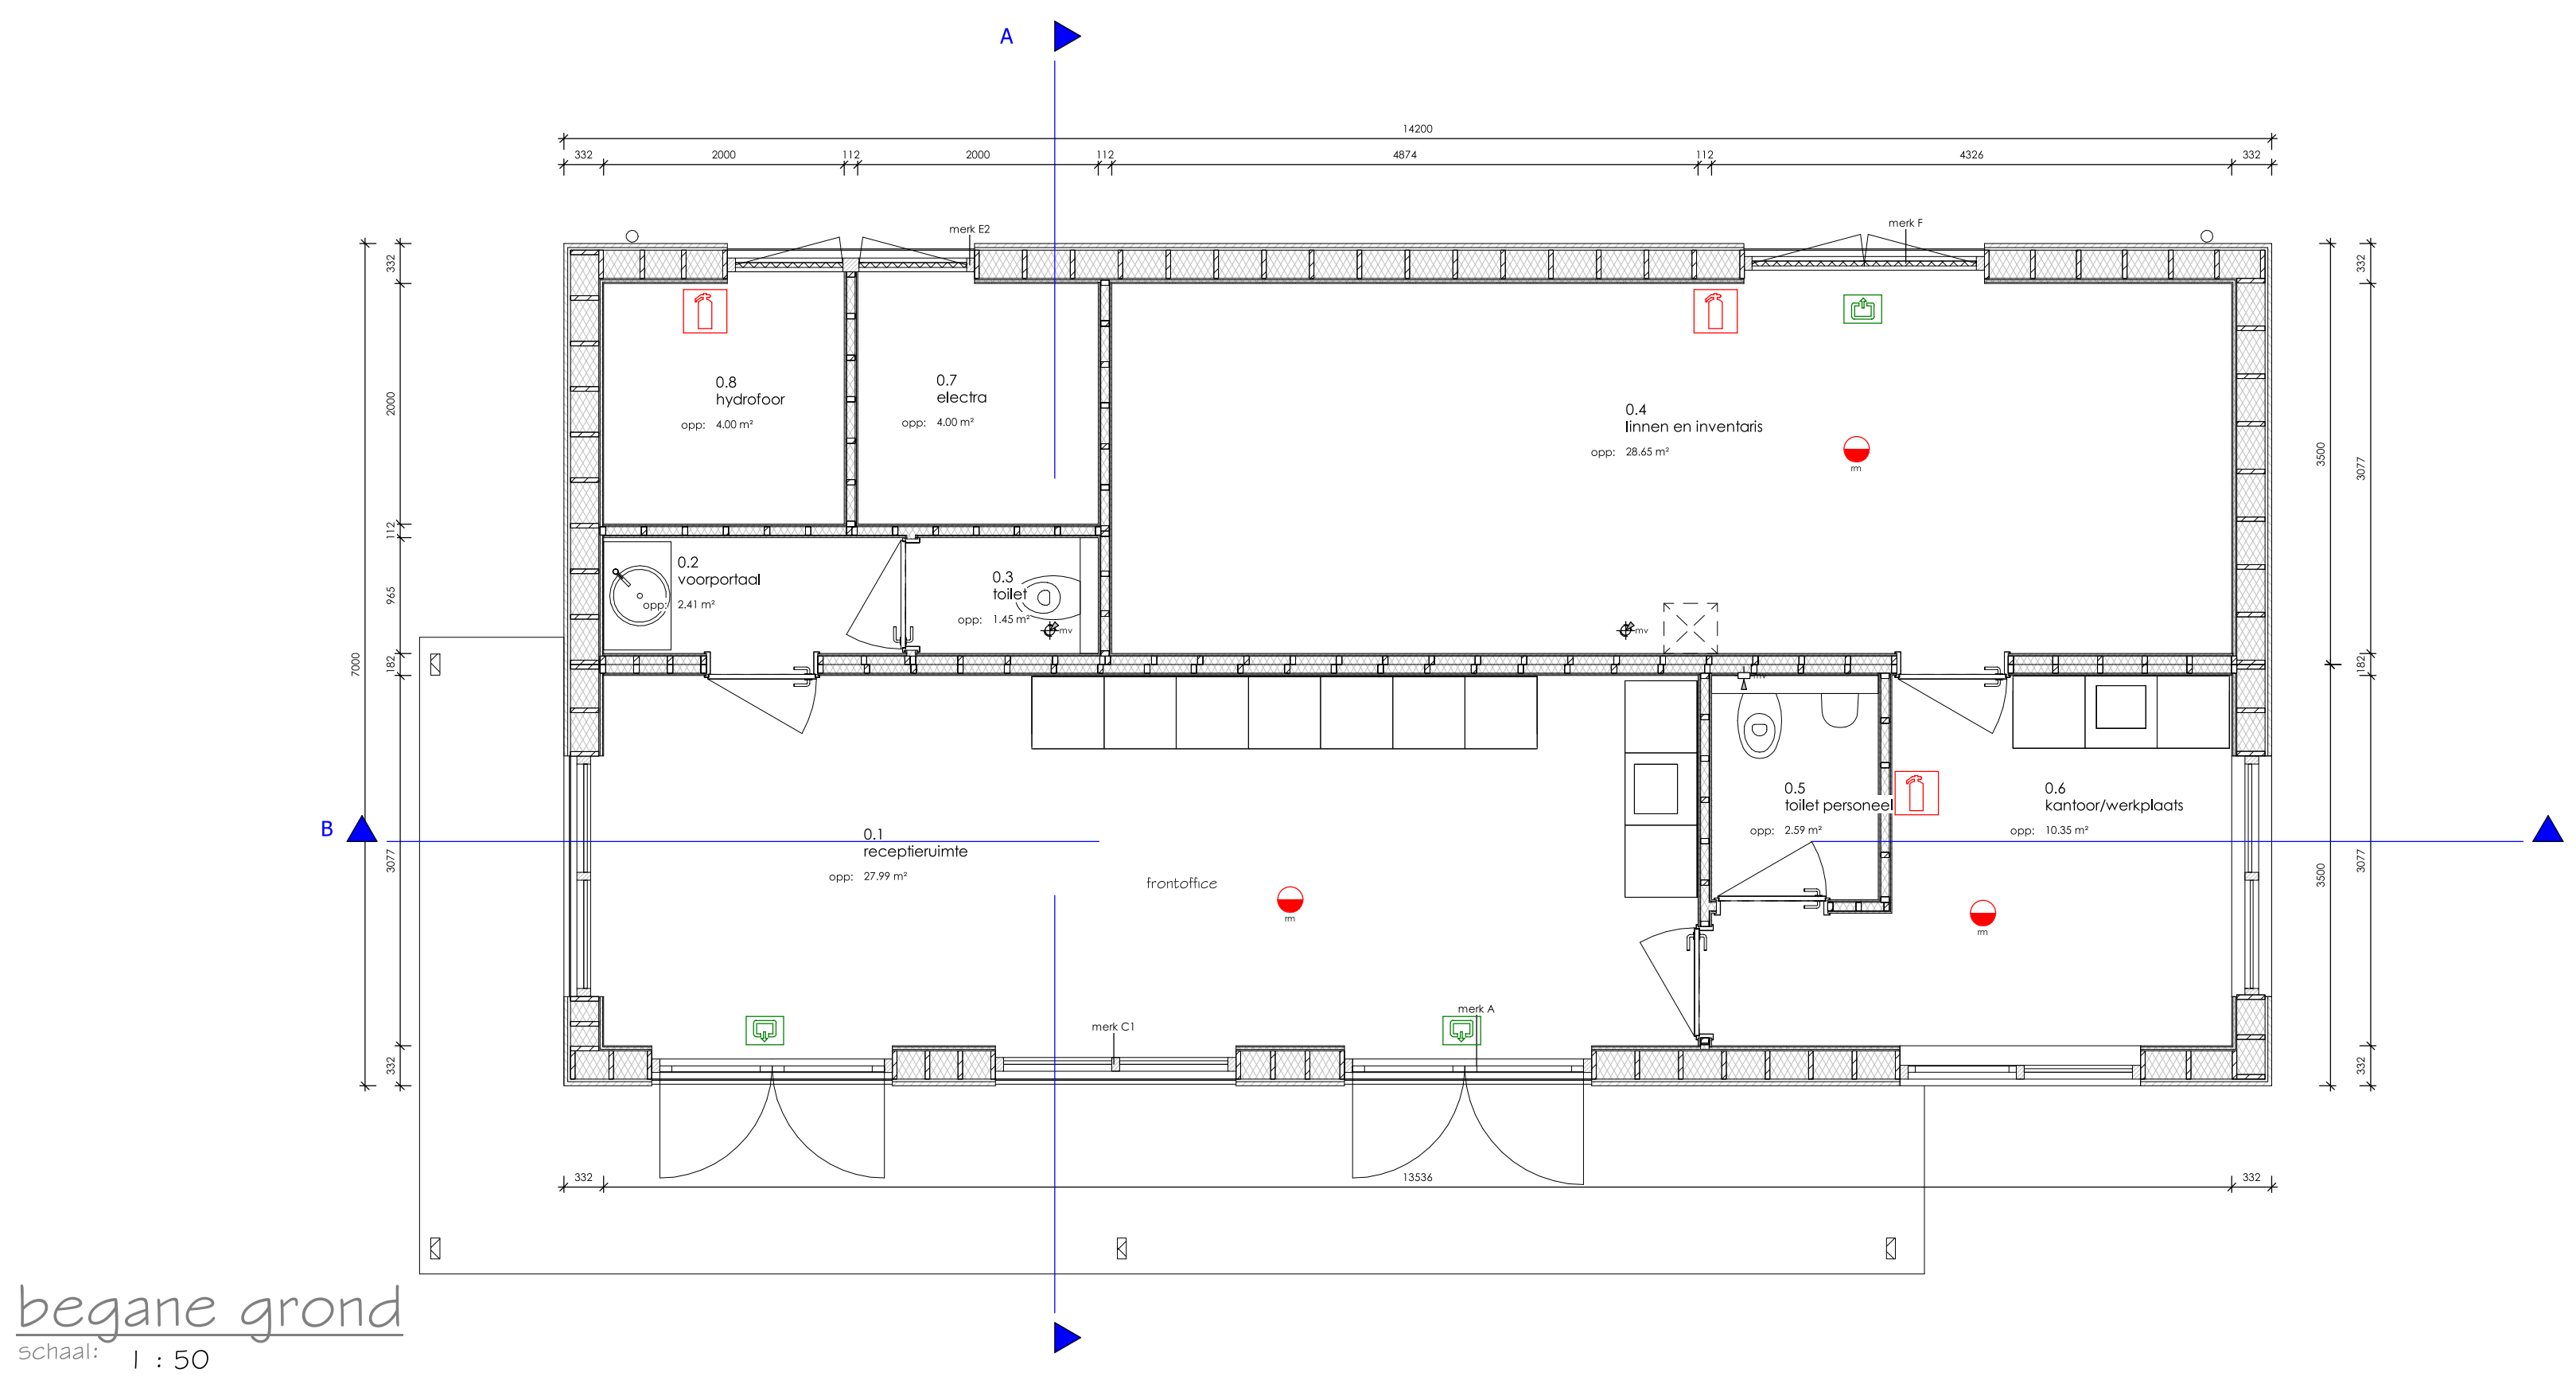 A
14200
332 2000 112 2000 112 4874 112 4326 332
merk E2
merk F
332
2000
112
965
182
3077
332
7000
332
3077
182
3077
332
3500
3500
0.8
hydrofoor
opp: 4.00 m²
0.7
electra
opp: 4.00 m²
0.4
linnen en inventaris
opp: 28.65 m²
rm
0.2
voorportaal
opp: 2.41 m²
0.3
toilet
opp: 1.45 m²
mv
mv
mv
0.5
toilet personeel
opp: 2.59 m²
0.6
kantoor/werkplaats
opp: 10.35 m²
B
0.1
receptieruimte
opp: 27.99 m²
frontoffice
rm
rm
merk A
merk C1
332 13536 332
begane grond
schaal: 1 : 50